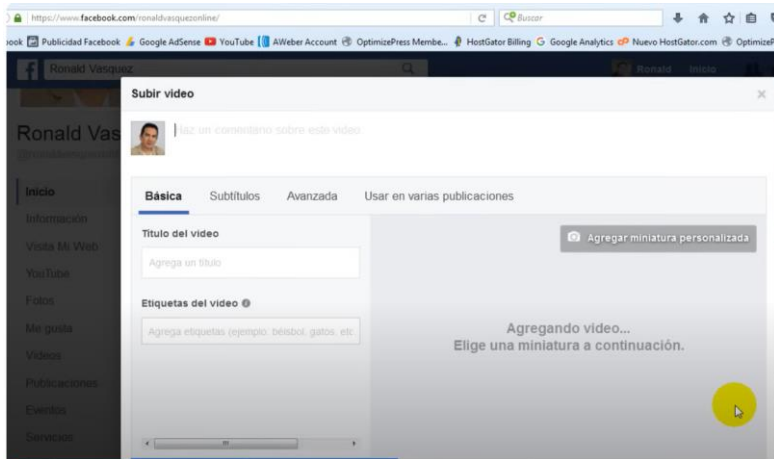 https://www.facebook.com/ronaldvasquezonline/
Buscar
book Publicidad Facebook Google AdSense YouTube AWeber Account OptimizePress Membe... HostGator Billing Google Analytics Nuevo HostGator.com OptimizeP
Ronald Vasquez
Ronald Inicio
Subir video
Haz un comentario sobre este video
Ronald Vas
Básica Subtítulos Avanzada Usar en varias publicaciones
Inicio
Información
Visita Mi Web
YouTube
Fotos
Me gusta
Videos
Publicaciones
Eventos
Servicios
Título del video
Agrega un título
Etiquetas del video
Agrega etiquetas (ejemplo: béisbol, gatos, etc.
Agregar miniatura personalizada
Agregando video...
Elige una miniatura a continuación.